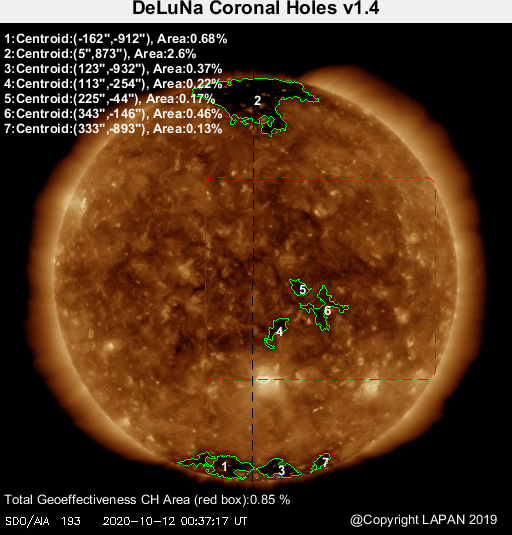 DeLuNa Coronal Holes v1.4
1:Centroid:(-162",-912"), Area:0.68%
2:Centroid:(5",873"), Area:2.6%
3:Centroid:(123",-932"), Area:0.37%
4:Centroid:(113",-254"), Area:0.22%
5:Centroid:(225",-44"), Area:0.17%
6:Centroid:(343",-146"), Area:0.46%
7:Centroid:(333",-893"), Area:0.13%
2
5
6
4
1
3
7
Total Geoeffectiveness CH Area (red box):0.85 %
SDO/AIA 193 2020-10-12 00:37:17 UT
@Copyright LAPAN 2019